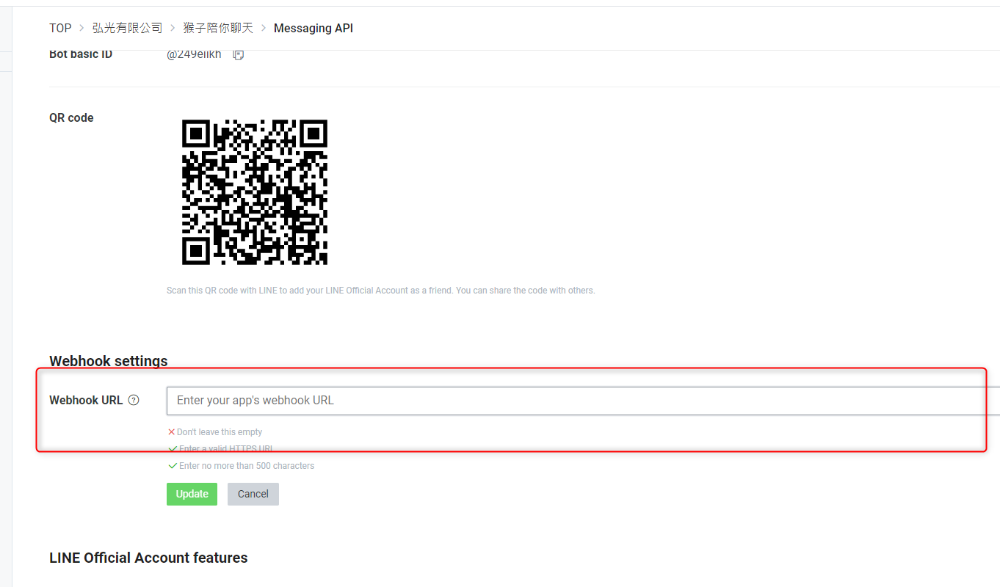 TOP > 弘光有限公司 > 猴子陪你聊天 > Messaging API
Bot basic ID
QR code
Scan this QR code with LINE to add your LINE Official Account as a friend. You can share the code with others.
Webhook settings
Webhook URL ? Enter your app's webhook URL
Don't leave this empty
Enter a valid HTTPS URL
Enter no more than 500 characters
Update Cancel
LINE Official Account features